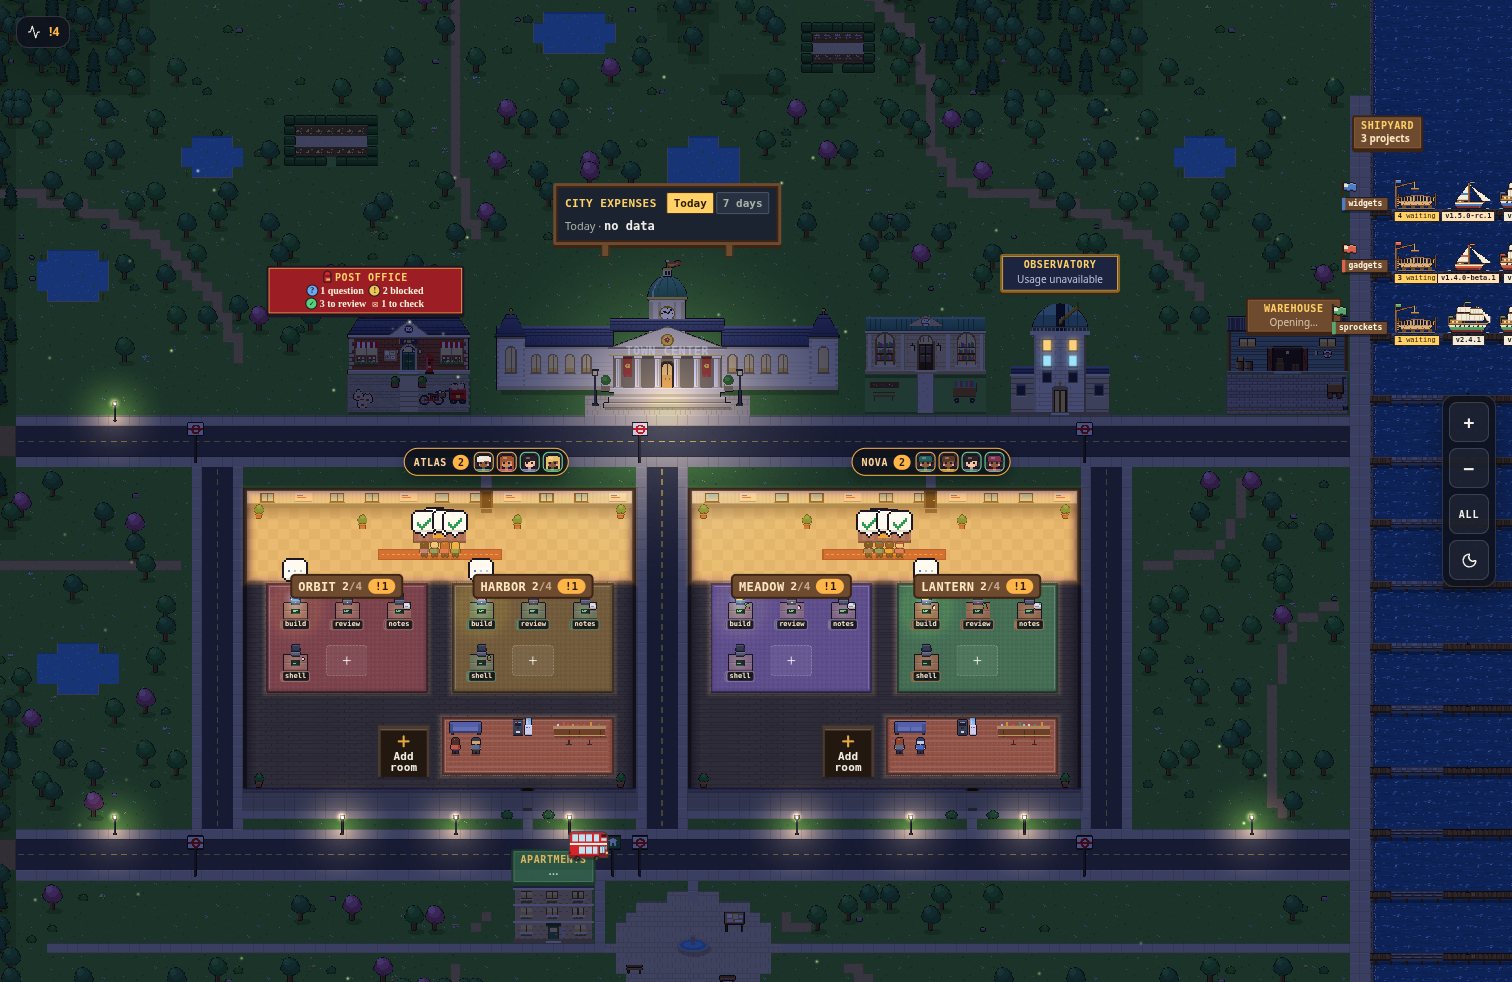 !4
SHIPYARD
3 projects
CITY EXPENSES Today 7 days
Today · no data
widgets
4 waiting v1.5.0-rc.1
POST OFFICE
? 1 question ! 2 blocked
3 to review 1 to check
OBSERVATORY
Usage unavailable
gadgets
3 waiting v1.4.0-beta.1
WAREHOUSE
Opening...
sprockets
1 waiting v2.4.1
TOWN CENTER
+
−
ALL
ATLAS 2
NOVA 2
ORBIT 2/4 !1
HARBOR 2/4 !1
MEADOW 2/4 !1
LANTERN 2/4 !1
build review notes
build review notes
build review notes
build review notes
shell +
shell +
shell +
shell +
+
Add
room
+
Add
room
APARTMENTS
...